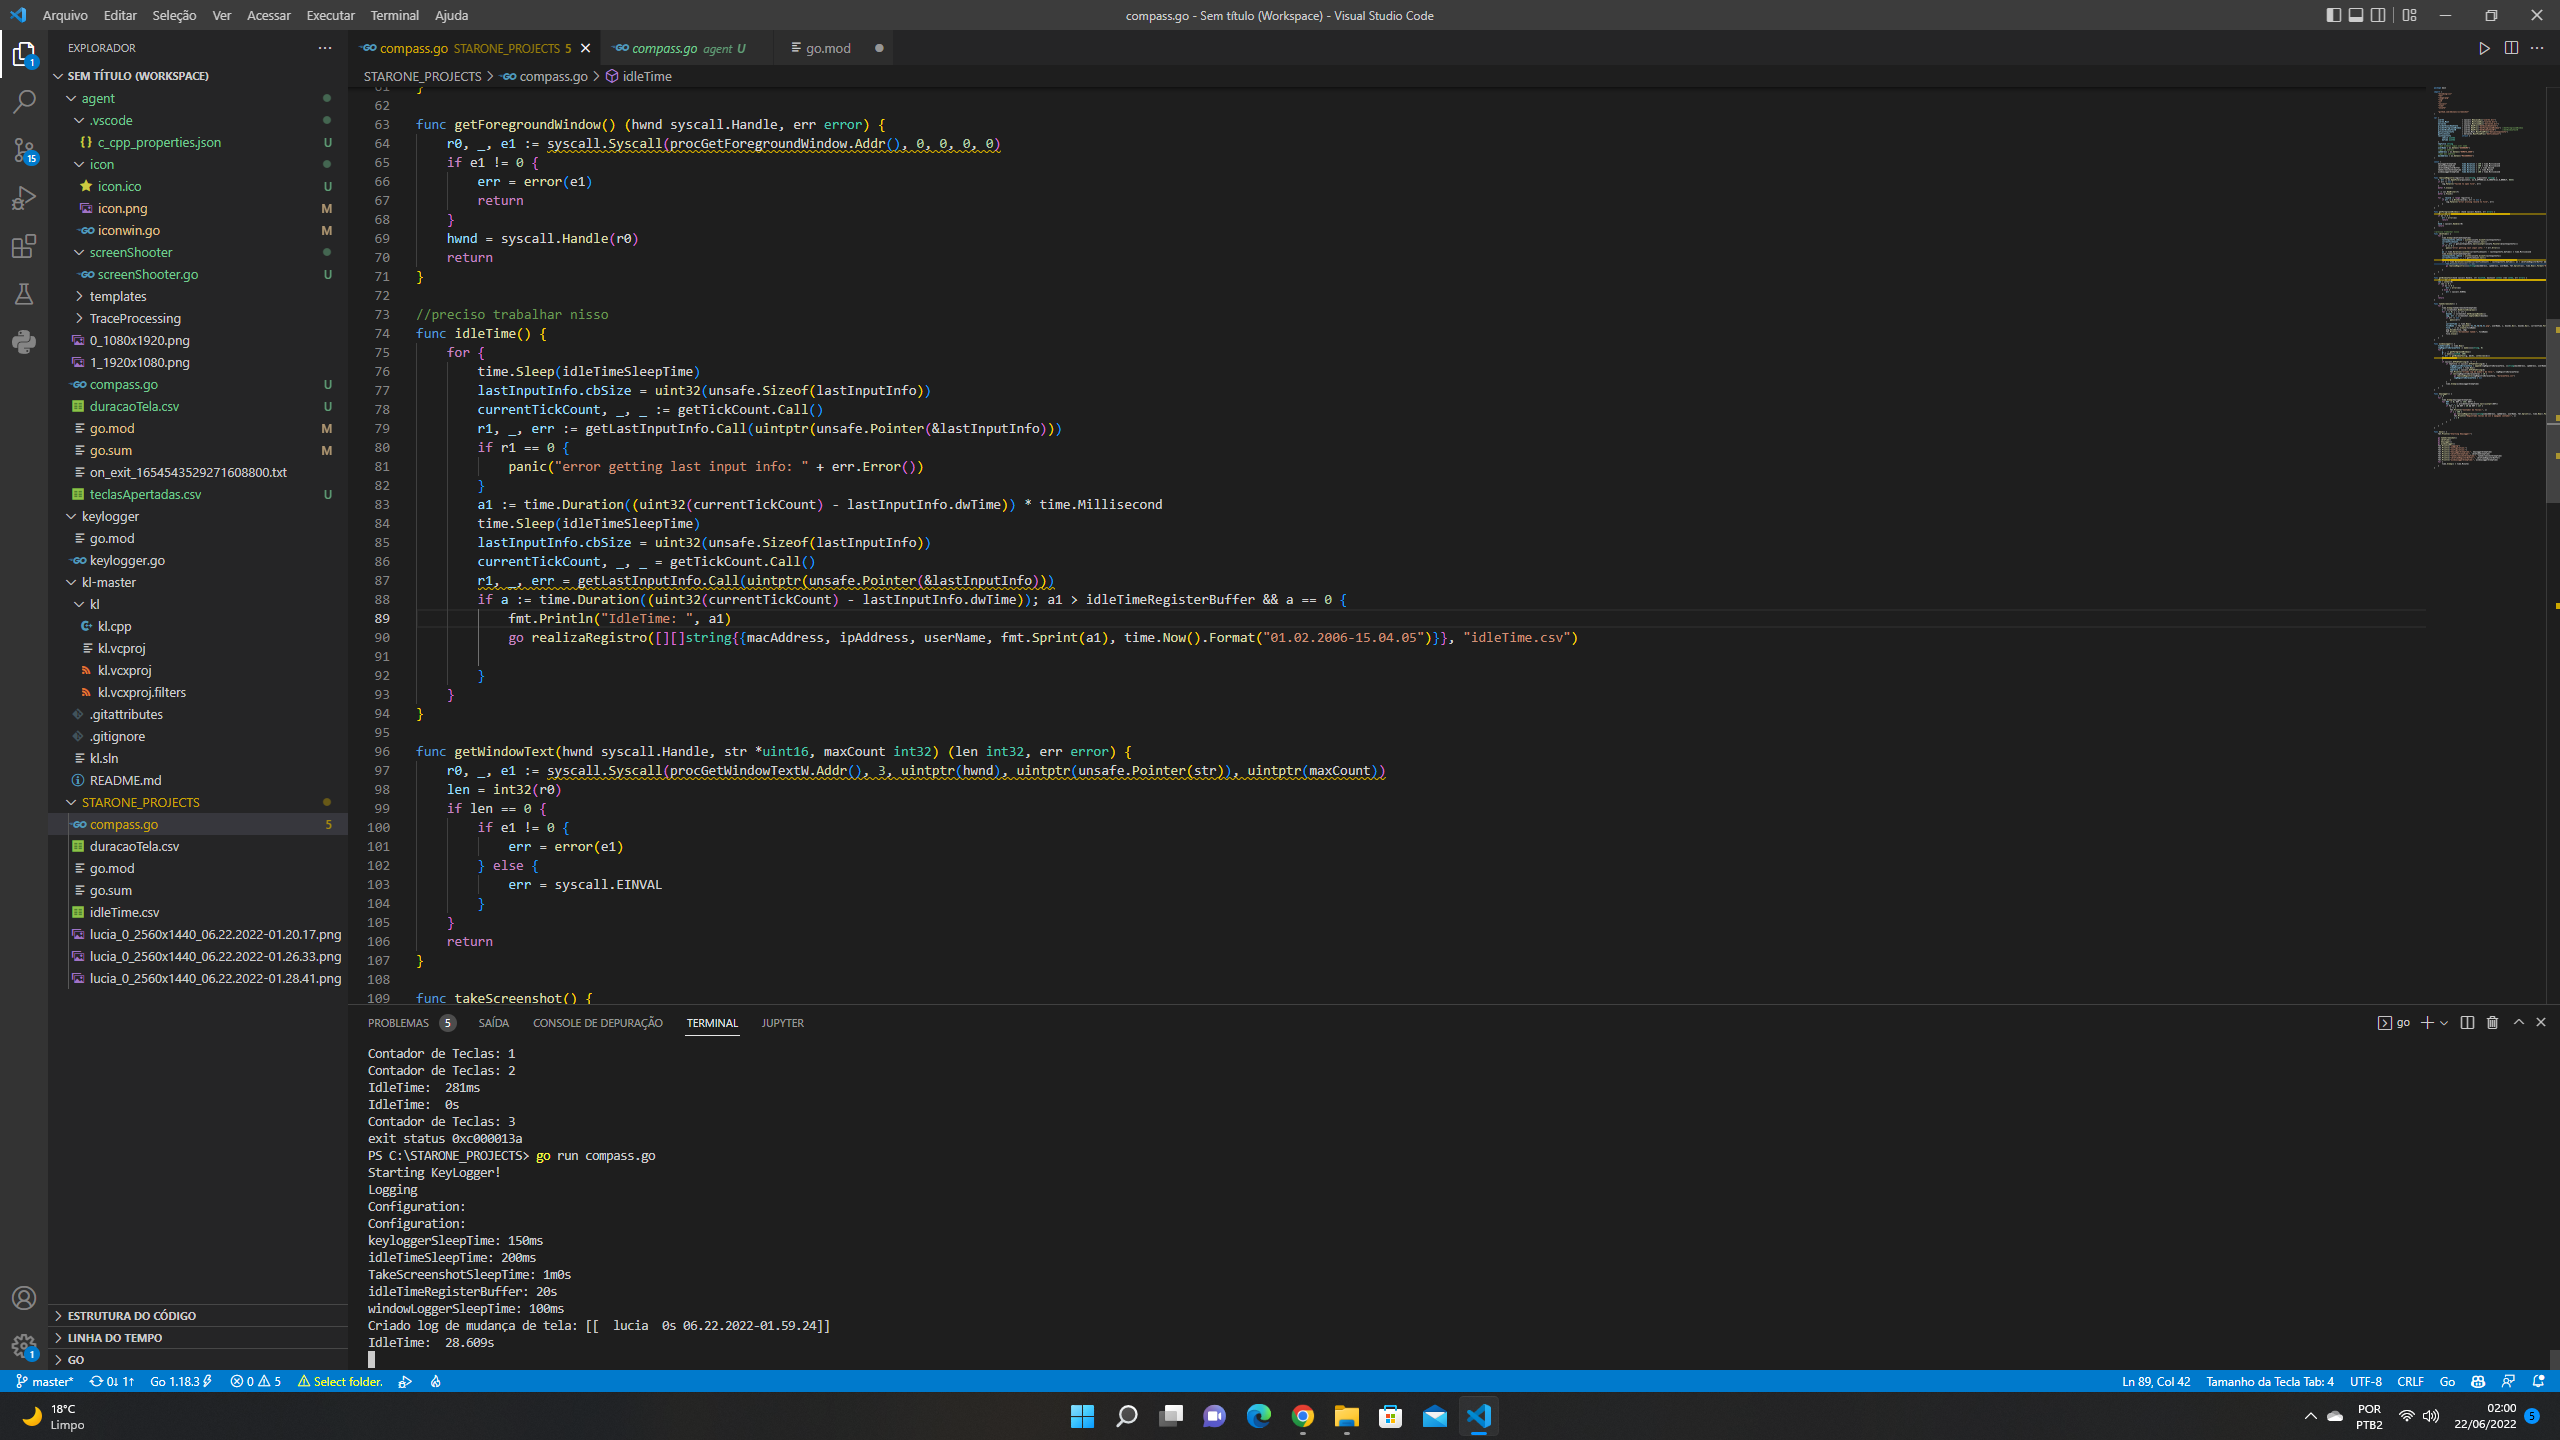 Arquivo Editar Seleção Ver Acessar Executar Terminal Ajuda
compass.go - Sem título (Workspace) - Visual Studio Code
EXPLORADOR
SEM TÍTULO (WORKSPACE)
agent
.vscode
c_cpp_properties.json U
icon
icon.ico U
icon.png M
iconwin.go M
screenShooter
screenShooter.go U
templates
TraceProcessing
0_1080x1920.png
1_1920x1080.png
compass.go U
duracaoTela.csv U
go.mod M
go.sum M
on_exit_1654543529271608800.txt
teclasApertadas.csv U
keylogger
go.mod
keylogger.go
kl-master
kl
kl.cpp
kl.vcproj
kl.vcxproj
kl.vcxproj.filters
.gitattributes
.gitignore
kl.sln
README.md
STARONE_PROJECTS
compass.go 5
duracaoTela.csv
go.mod
go.sum
idleTime.csv
lucia_0_2560x1440_06.22.2022-01.20.17.png
lucia_0_2560x1440_06.22.2022-01.26.33.png
lucia_0_2560x1440_06.22.2022-01.28.41.png
ESTRUTURA DO CÓDIGO
LINHA DO TEMPO
GO
compass.go STARONE_PROJECTS 5
compass.go agent U
go.mod
STARONE_PROJECTS > compass.go > idleTime
61 }
62
63 func getForegroundWindow() (hwnd syscall.Handle, err error) {
64 r0, _, e1 := syscall.Syscall(procGetForegroundWindow.Addr(), 0, 0, 0, 0)
65 if e1 != 0 {
66 err = error(e1)
67 return
68 }
69 hwnd = syscall.Handle(r0)
70 return
71 }
72
73 //preciso trabalhar nisso
74 func idleTime() {
75 for {
76 time.Sleep(idleTimeSleepTime)
77 lastInputInfo.cbSize = uint32(unsafe.Sizeof(lastInputInfo))
78 currentTickCount, _, _ := getTickCount.Call()
79 r1, _, err := getLastInputInfo.Call(uintptr(unsafe.Pointer(&lastInputInfo)))
80 if r1 == 0 {
81 panic("error getting last input info: " + err.Error())
82 }
83 a1 := time.Duration((uint32(currentTickCount) - lastInputInfo.dwTime)) * time.Millisecond
84 time.Sleep(idleTimeSleepTime)
85 lastInputInfo.cbSize = uint32(unsafe.Sizeof(lastInputInfo))
86 currentTickCount, _, _ = getTickCount.Call()
87 r1, _, err = getLastInputInfo.Call(uintptr(unsafe.Pointer(&lastInputInfo)))
88 if a := time.Duration((uint32(currentTickCount) - lastInputInfo.dwTime)); a1 > idleTimeRegisterBuffer && a == 0 {
89 fmt.Println("IdleTime: ", a1)
90 go realizaRegistro([][]string{{macAddress, ipAddress, userName, fmt.Sprint(a1), time.Now().Format("01.02.2006-15.04.05")}}, "idleTime.csv")
91
92 }
93 }
94 }
95
96 func getWindowText(hwnd syscall.Handle, str *uint16, maxCount int32) (len int32, err error) {
97 r0, _, e1 := syscall.Syscall(procGetWindowTextW.Addr(), 3, uintptr(hwnd), uintptr(unsafe.Pointer(str)), uintptr(maxCount))
98 len = int32(r0)
99 if len == 0 {
100 if e1 != 0 {
101 err = error(e1)
102 } else {
103 err = syscall.EINVAL
104 }
105 }
106 return
107 }
108
109 func takeScreenshot() {
PROBLEMAS 5 SAÍDA CONSOLE DE DEPURAÇÃO TERMINAL JUPYTER
go
Contador de Teclas: 1
Contador de Teclas: 2
IdleTime:  281ms
IdleTime:  0s
Contador de Teclas: 3
exit status 0xc000013a
PS C:\STARONE_PROJECTS> go run compass.go
Starting KeyLogger!
Logging
Configuration:
Configuration:
keyloggerSleepTime: 150ms
idleTimeSleepTime: 200ms
TakeScreenshotSleepTime: 1m0s
idleTimeRegisterBuffer: 20s
windowLoggerSleepTime: 100ms
Criado log de mudança de tela: [[  lucia  0s 06.22.2022-01.59.24]]
IdleTime:  28.609s
master* 0↓ 1↑ Go 1.18.3 0 5 Select folder.
Ln 89, Col 42 Tamanho da Tecla Tab: 4 UTF-8 CRLF Go
18°C
Limpo
POR
PTB2
02:00
22/06/2022
5